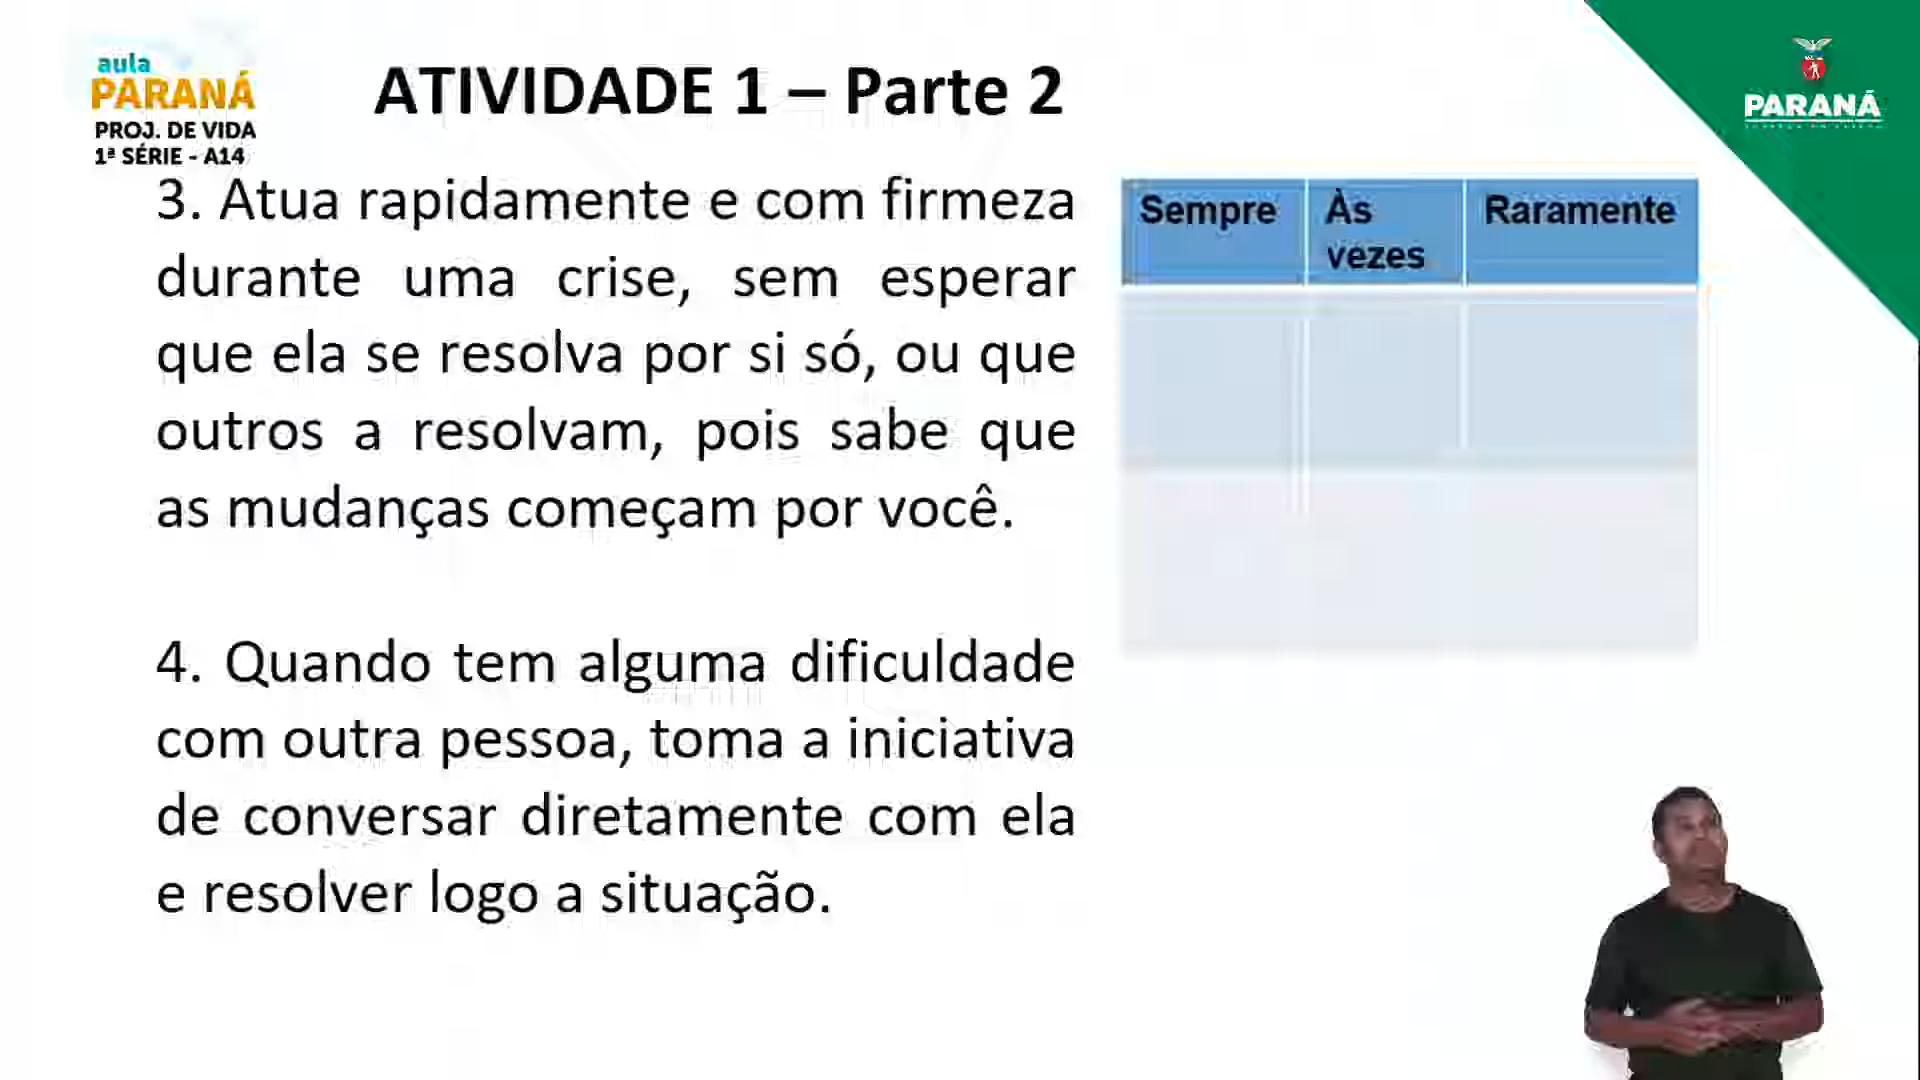 aula
PARANÁ
PROJ. DE VIDA
1ª SÉRIE - A14
ATIVIDADE 1 – Parte 2
PARANÁ
3. Atua rapidamente e com firmeza
durante uma crise, sem esperar
que ela se resolva por si só, ou que
outros a resolvam, pois sabe que
as mudanças começam por você.
4. Quando tem alguma dificuldade
com outra pessoa, toma a iniciativa
de conversar diretamente com ela
e resolver logo a situação.
Sempre
Às
vezes
Raramente